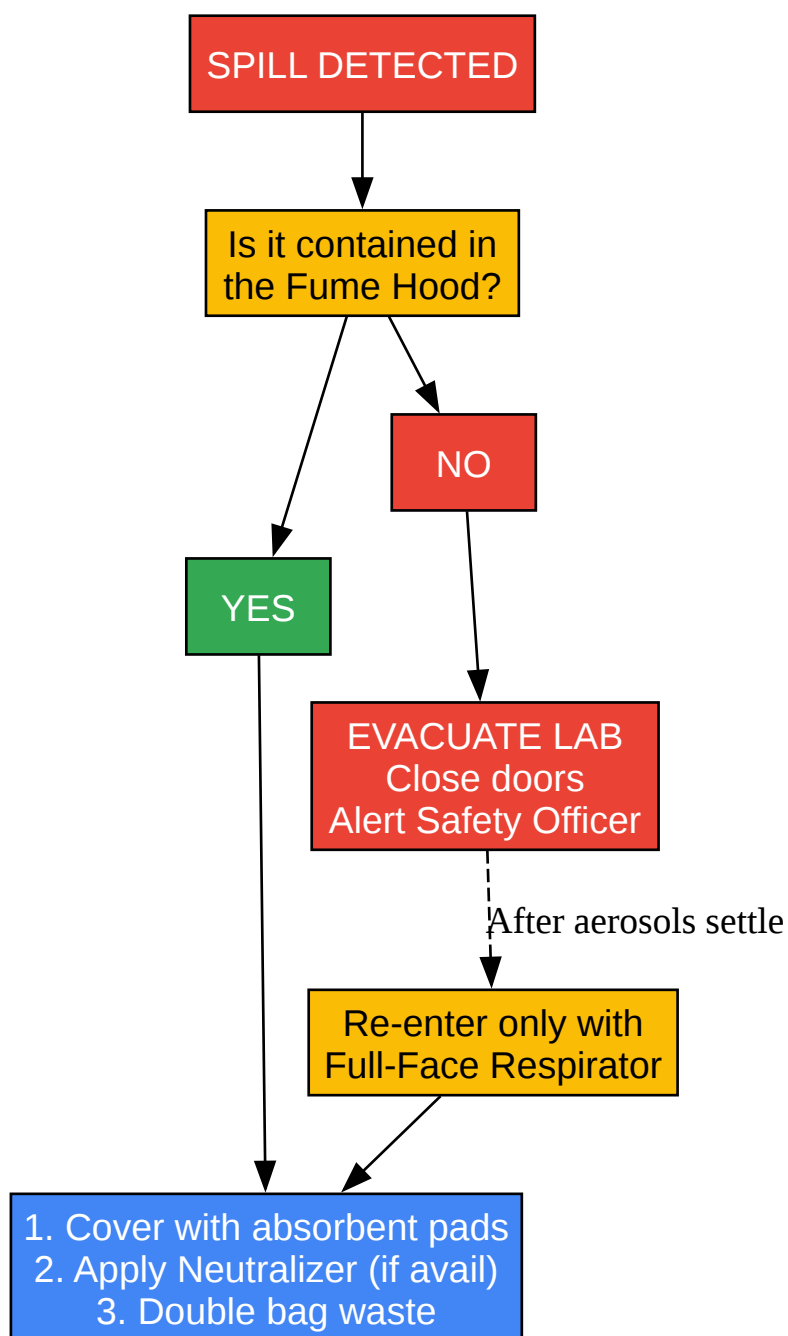 SPILL DETECTED
Is it contained in
the Fume Hood?
NO
YES
EVACUATE LAB
Close doors
Alert Safety Officer
After aerosols settle
Re-enter only with
Full-Face Respirator
1. Cover with absorbent pads
2. Apply Neutralizer (if avail)
3. Double bag waste